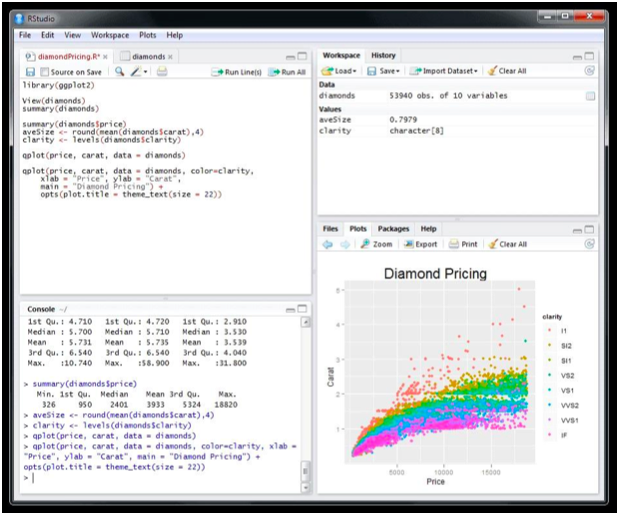 RStudio
File Edit View Workspace Plots Help
diamondPricing.R* × diamonds ×
Source on Save Run Line(s) Run All
library(ggplot2)
View(diamonds)
summary(diamonds)
summary(diamonds$price)
aveSize <- round(mean(diamonds$carat),4)
clarity <- levels(diamonds$clarity)
qplot(price, carat, data = diamonds)
qplot(price, carat, data = diamonds, color=clarity,
xlab = "Price", ylab = "Carat",
main = "Diamond Pricing") +
opts(plot.title = theme_text(size = 22))
Console ~/
1st Qu.: 4.710 1st Qu.: 4.720 1st Qu.: 2.910
Median : 5.700 Median : 5.710 Median : 3.530
Mean : 5.731 Mean : 5.735 Mean : 3.539
3rd Qu.: 6.540 3rd Qu.: 6.540 3rd Qu.: 4.040
Max. :10.740 Max. :58.900 Max. :31.800
> summary(diamonds$price)
Min. 1st Qu. Median Mean 3rd Qu. Max.
326 950 2401 3933 5324 18820
> aveSize <- round(mean(diamonds$carat),4)
> clarity <- levels(diamonds$clarity)
> qplot(price, carat, data = diamonds)
> qplot(price, carat, data = diamonds, color=clarity, xlab =
"Price", ylab = "Carat", main = "Diamond Pricing") +
opts(plot.title = theme_text(size = 22))
>
Workspace History
Load Save Import Dataset Clear All
Data
diamonds 53940 obs. of 10 variables
Values
aveSize 0.7979
clarity character[8]
Files Plots Packages Help
Zoom Export Print Clear All
Diamond Pricing
Carat
5
4
3
2
1
5000 10000 15000
Price
clarity
I1
SI2
SI1
VS2
VS1
VVS2
VVS1
IF